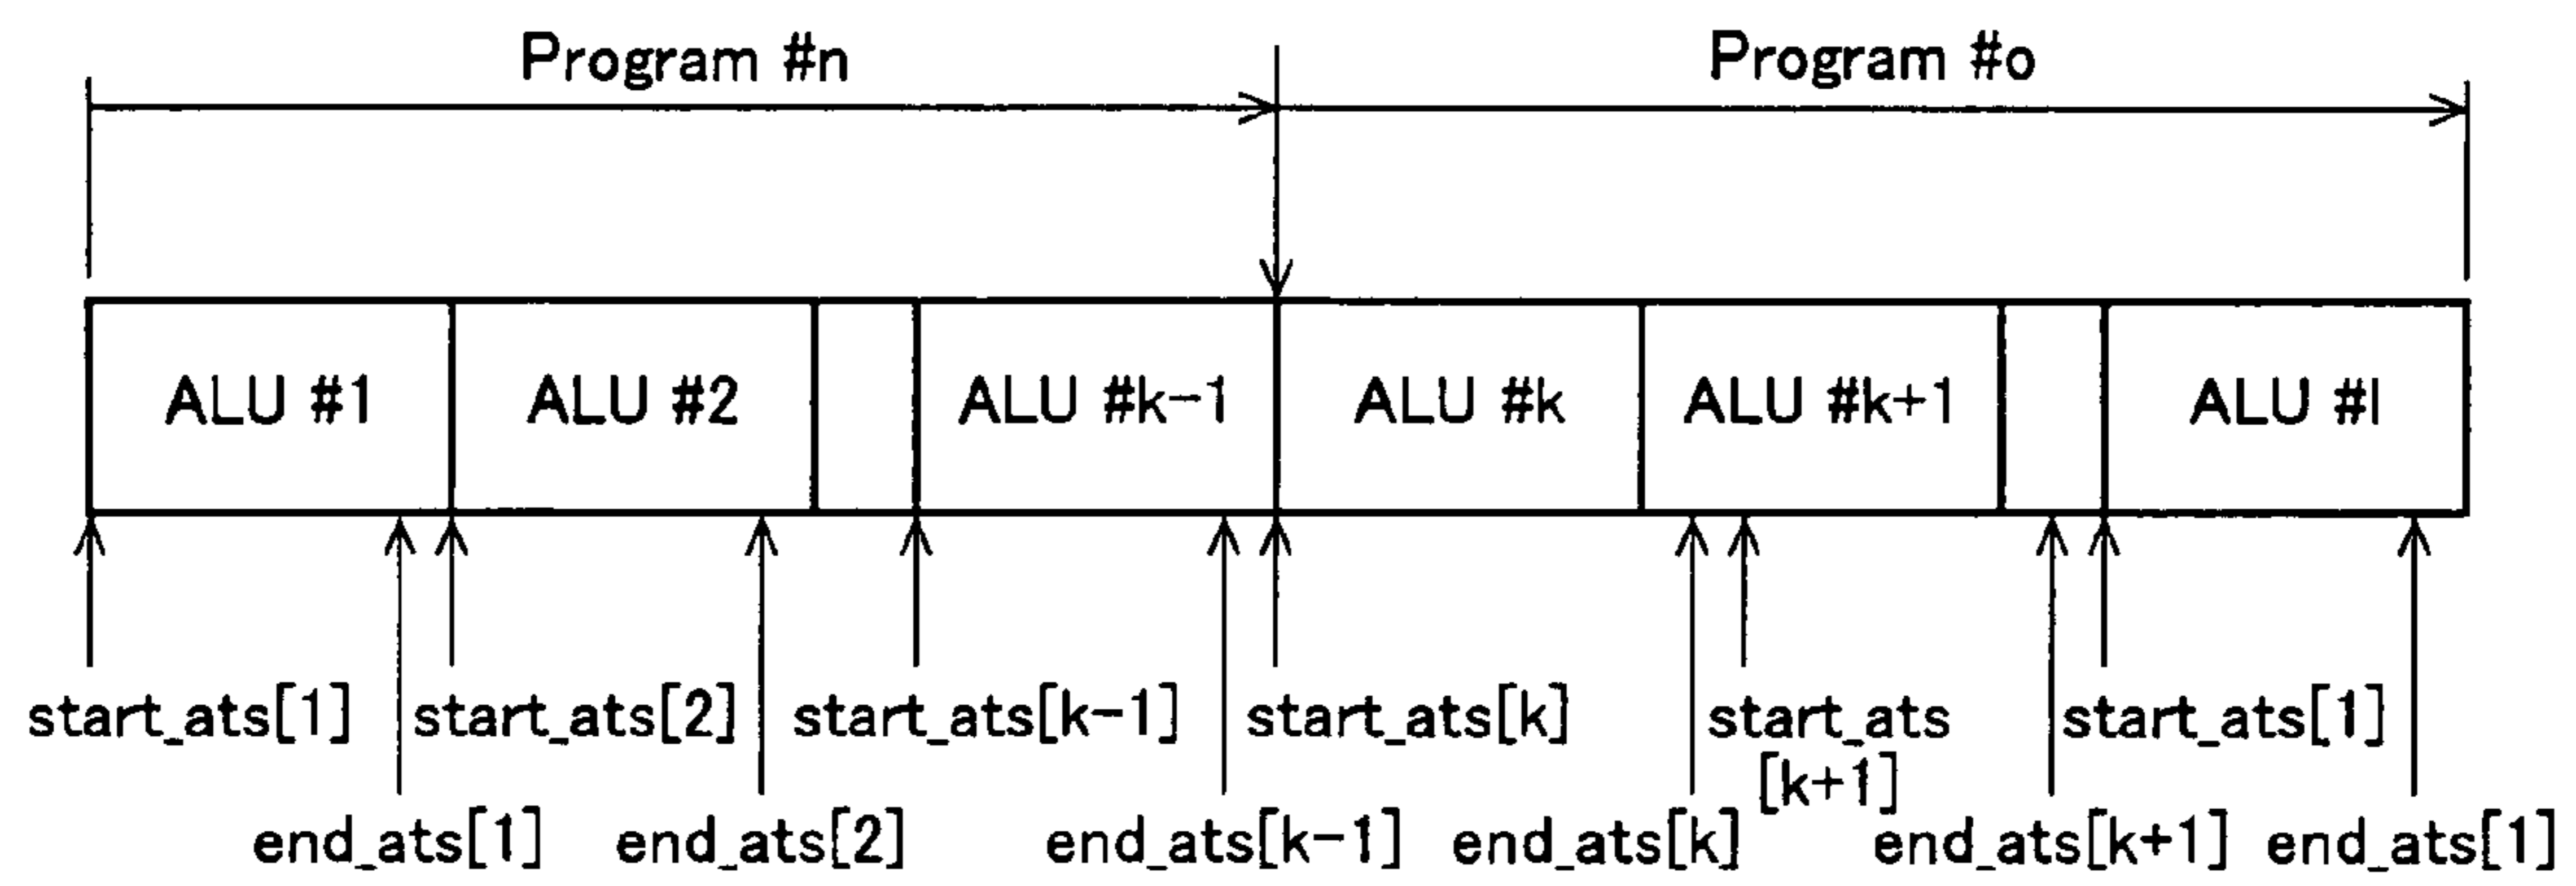 Program #n
Program #o
ALU #1
ALU #2
ALU #k-1
ALU #k
ALU #k+1
ALU #l
start_ats[1]
start_ats[2]
start_ats[k-1]
start_ats[k]
start_ats
[k+1]
start_ats[1]
end_ats[1]
end_ats[2]
end_ats[k-1]
end_ats[k]
end_ats[k+1]
end_ats[1]